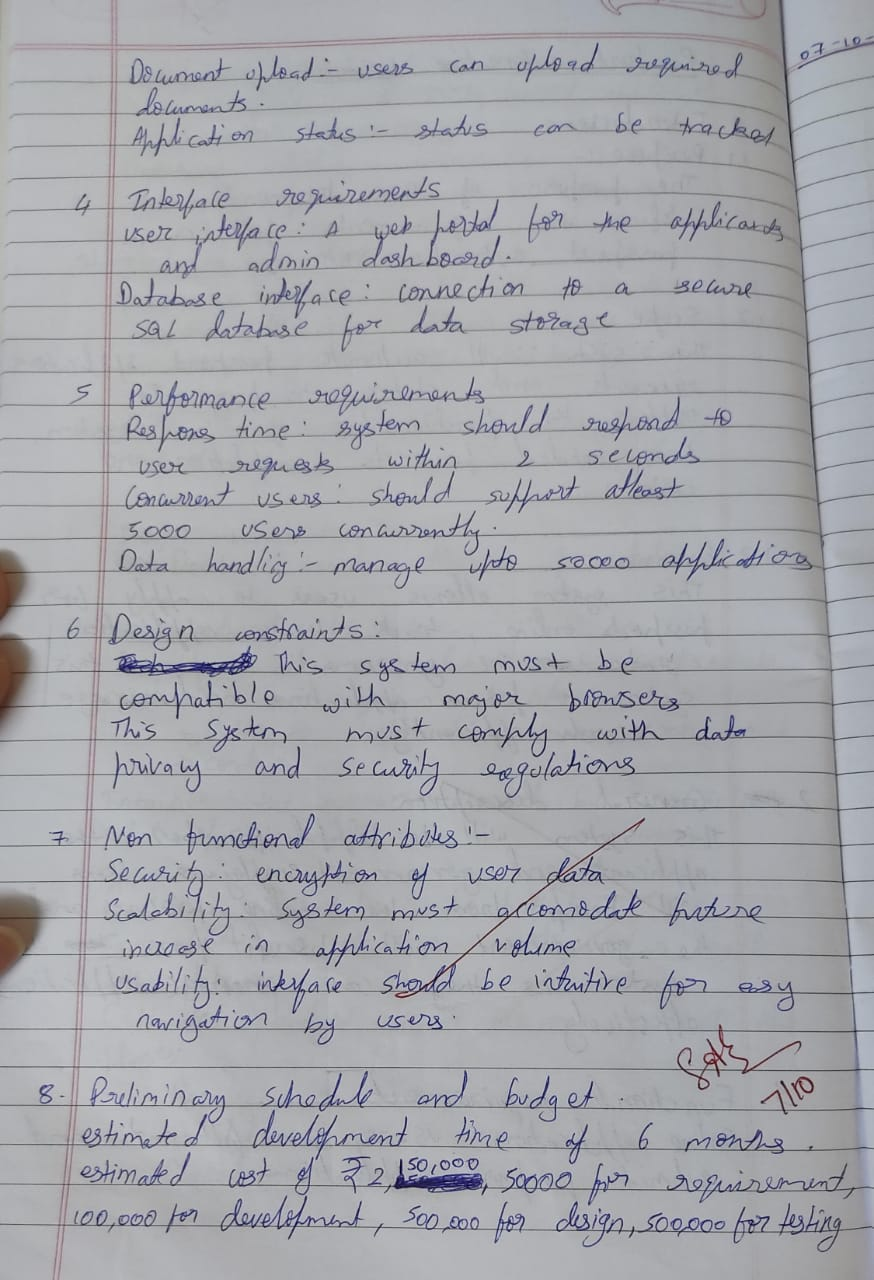 07-10-
Document upload:- users can upload required
documents.
Application status:- status can be tracked
4 Interface requirements
user interface: A web portal for the applicants
and admin dashboard.
Database interface: connection to a secure
SQL database for data storage
5 Performance requirements
Respons time: system should respond to
user requests within 2 seconds
Concurrent users: should support atleast
5000 users concurrently.
Data handlig:- manage upto 50000 applications
6 Design constraints:
This system must be
compatible with major browsers
This system must comply with data
privacy and security regulations
7. Non functional attributes:-
Security: encryption of user data
Scalability: System must accomodate future
increase in application volume
usability: interface should be intuitive for easy
navigation by users.
8. Preliminary schedule and budget.
7/10
estimated development time of 6 months.
estimated cost of ₹2,150,000, 50000 for requirement,
100,000 for development, 500,000 for design, 500,000 for testing